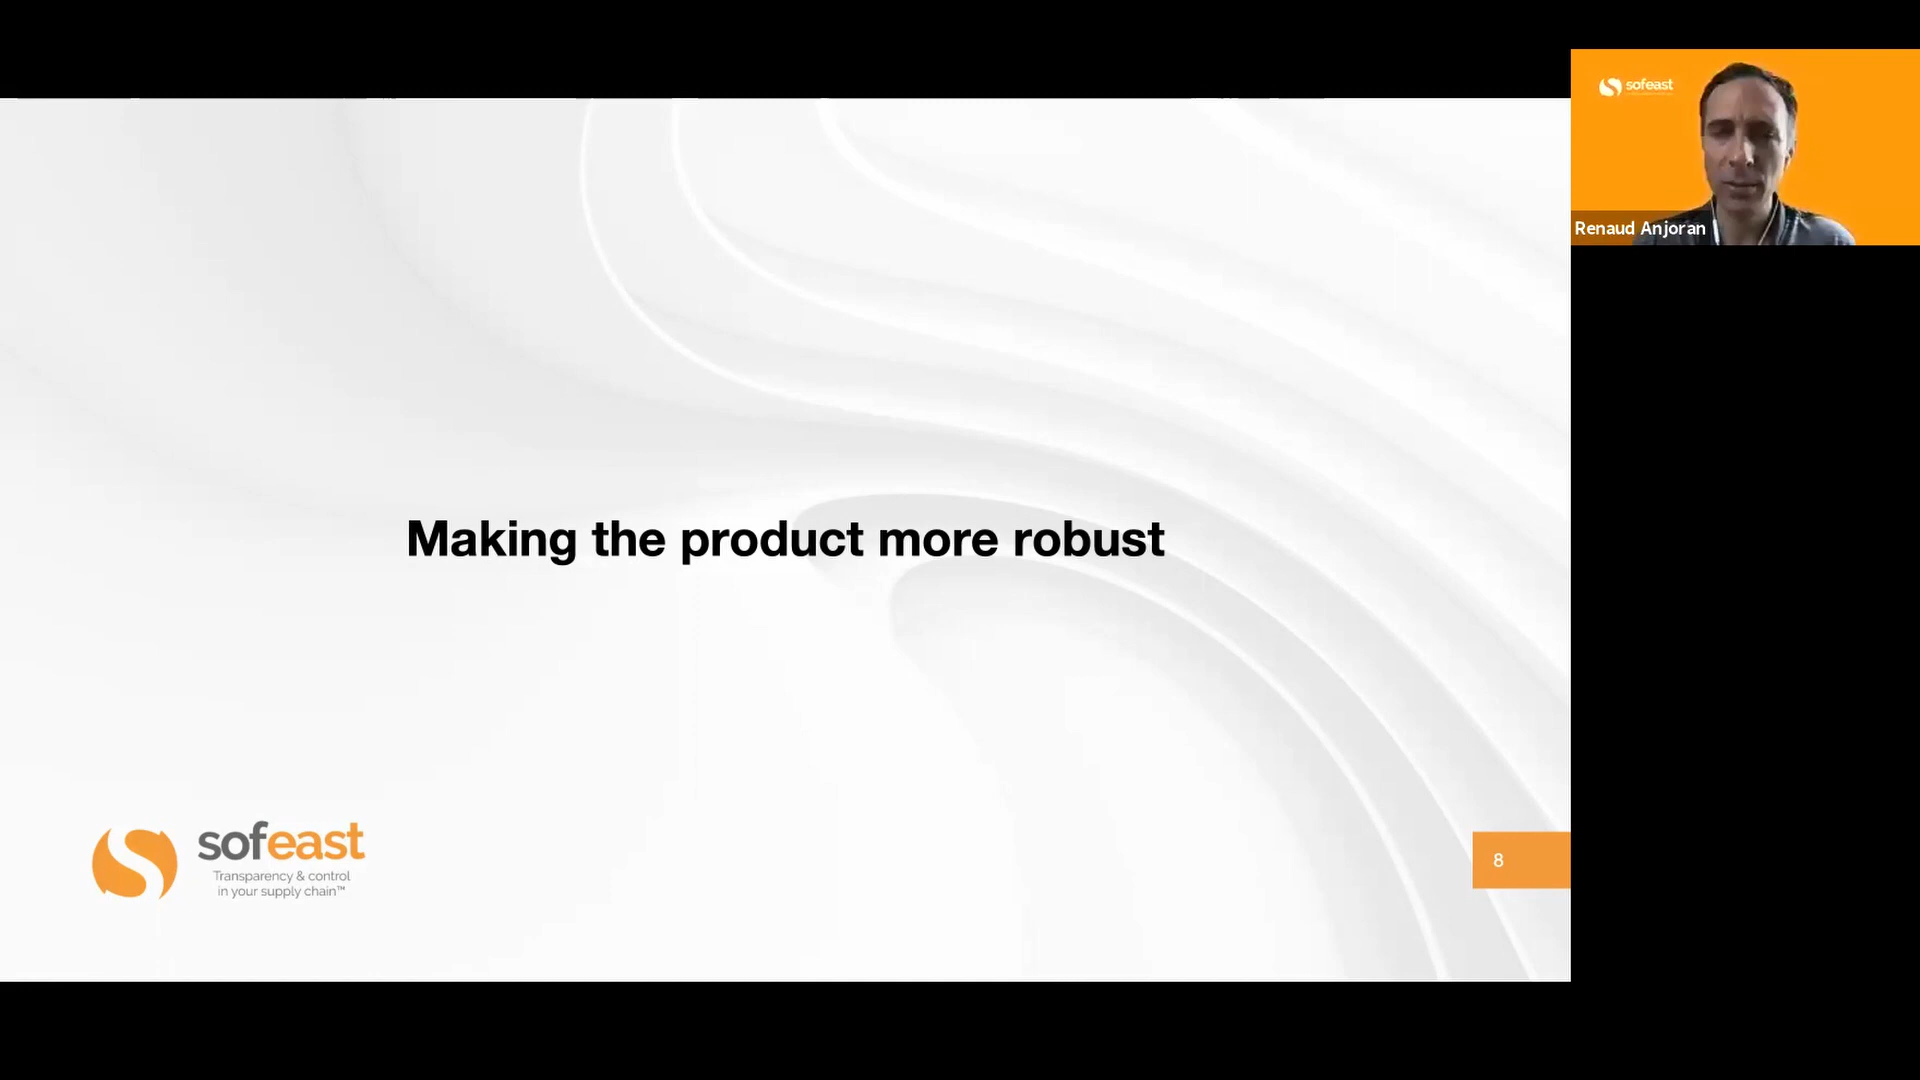 sofeast
Renaud Anjoran
Making the product more robust
sofeast
Transparency & control
in your supply chain™
8